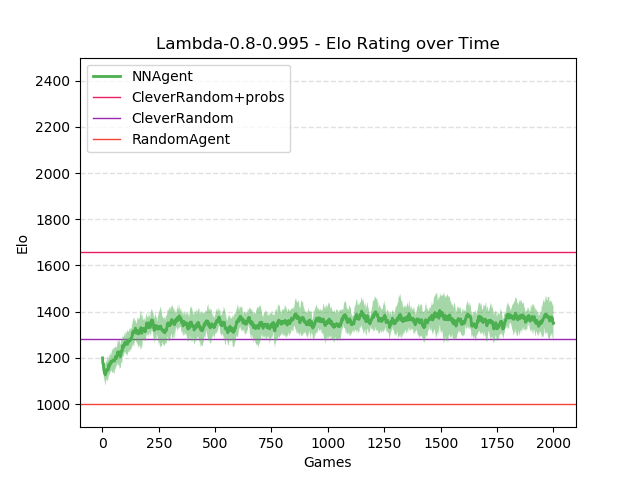 Lambda-0.8-0.995 - Elo Rating over Time
NNAgent
CleverRandom+probs
CleverRandom
RandomAgent
2400
2200
2000
1800
1600
1400
1200
1000
Elo
0 250 500 750 1000 1250 1500 1750 2000
Games